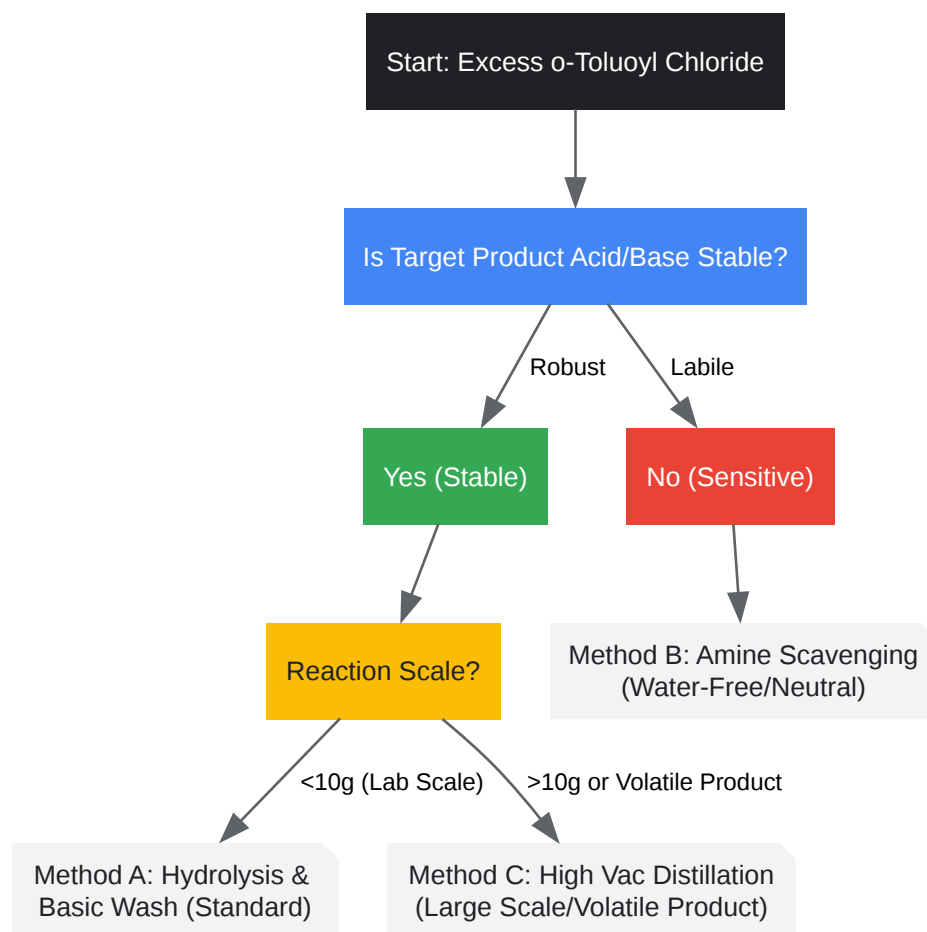 Start: Excess o-Toluoyl Chloride
Is Target Product Acid/Base Stable?
Robust
Labile
Yes (Stable)
No (Sensitive)
Reaction Scale?
Method B: Amine Scavenging
(Water-Free/Neutral)
<10g (Lab Scale)
>10g or Volatile Product
Method A: Hydrolysis &
Basic Wash (Standard)
Method C: High Vac Distillation
(Large Scale/Volatile Product)